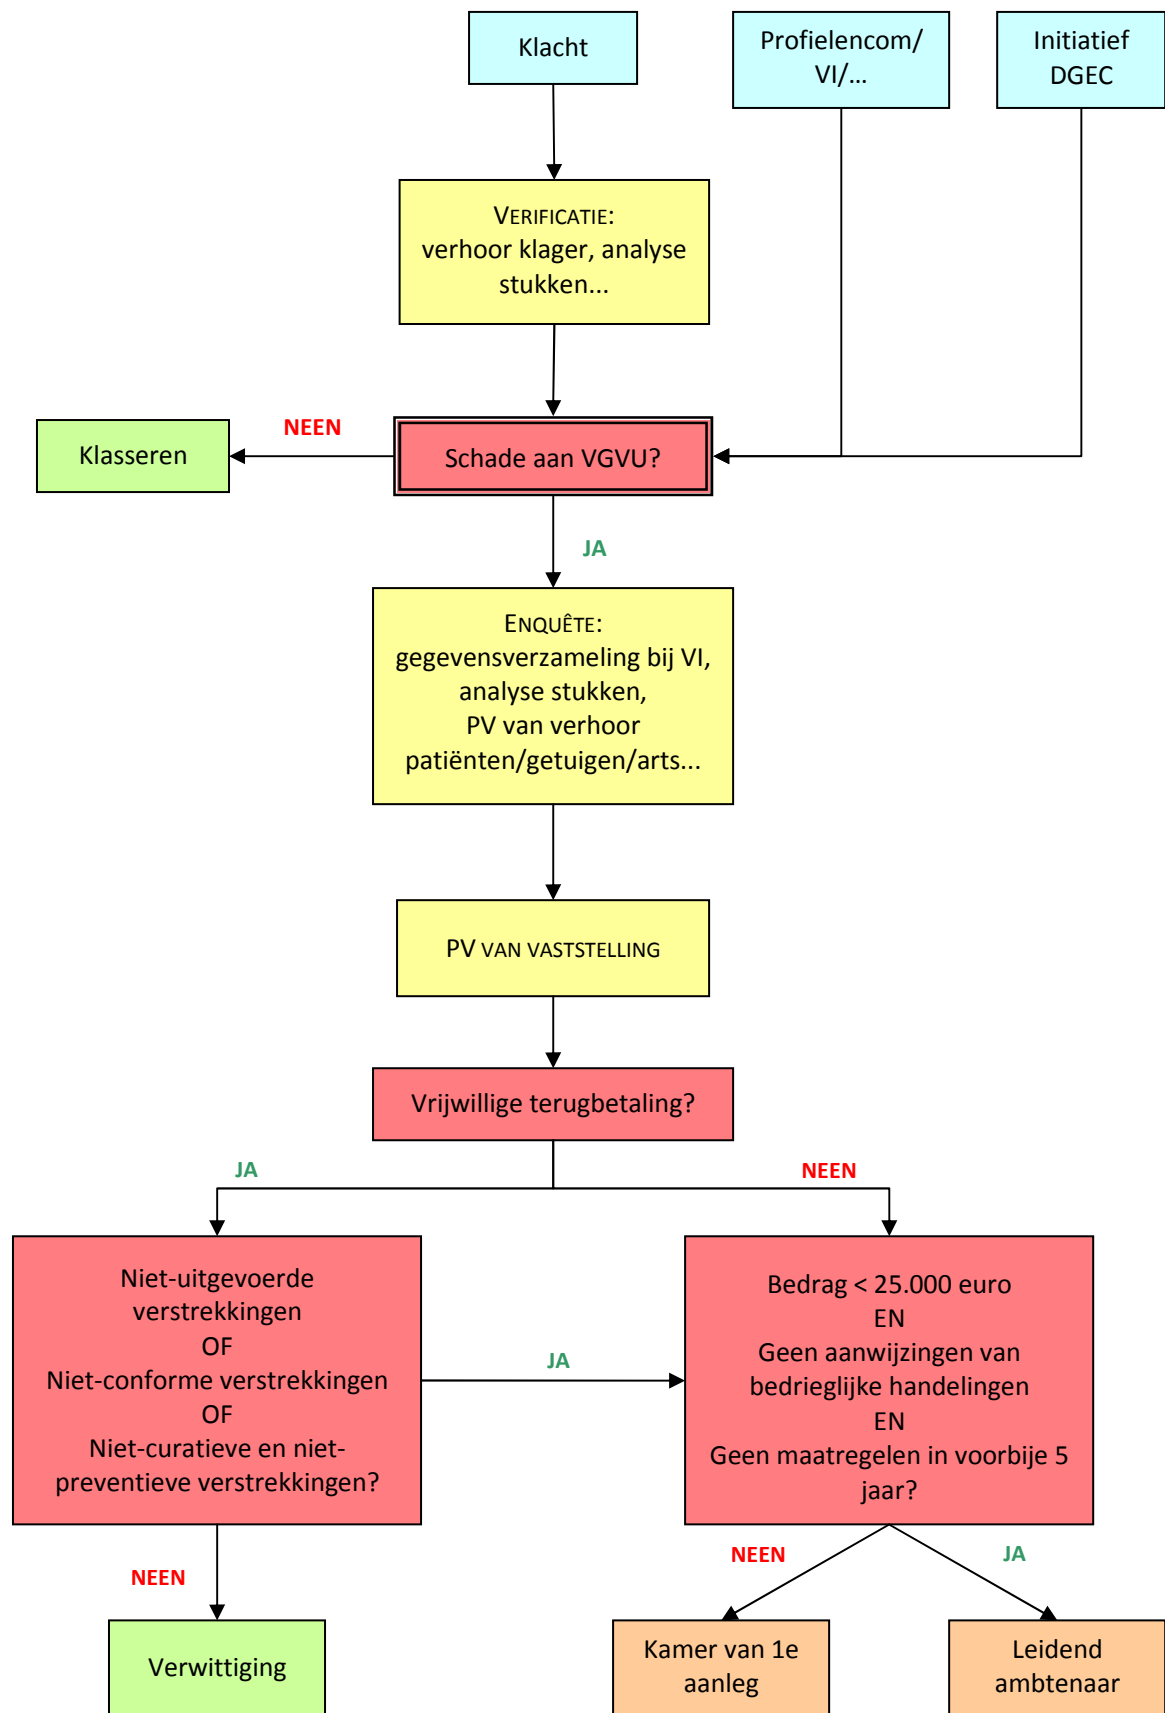 Klacht
Profielencom/
VI/...
Initiatief
DGEC
VERIFICATIE:
verhoor klager, analyse
stukken...
NEEN
Klasseren
Schade aan VGVU?
JA
ENQUÊTE:
gegevensverzameling bij VI,
analyse stukken,
PV van verhoor
patiënten/getuigen/arts...
PV VAN VASTSTELLING
Vrijwillige terugbetaling?
JA
NEEN
Niet-uitgevoerde
verstrekkingen
OF
Niet-conforme verstrekkingen
OF
Niet-curatieve en niet-
preventieve verstrekkingen?
JA
Bedrag < 25.000 euro
EN
Geen aanwijzingen van
bedrieglijke handelingen
EN
Geen maatregelen in voorbije 5
jaar?
NEEN
NEEN
JA
Verwittiging
Kamer van 1e
aanleg
Leidend
ambtenaar